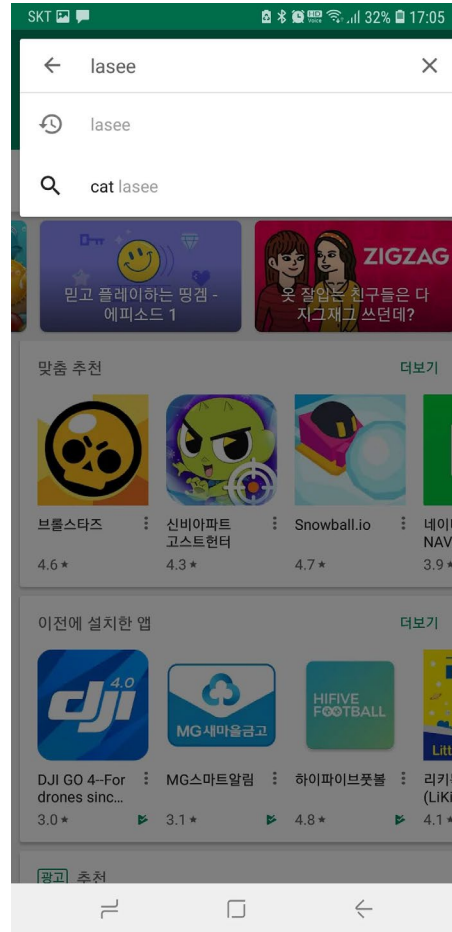 SKT 32% 17:05
lasee
lasee
cat lasee
믿고 플레이하는 띵겜 -
에피소드 1
ZIGZAG
옷 잘입는 친구들은 다
지그재그 쓰던데?
맞춤 추천 더보기
브롤스타즈
4.6★
신비아파트
고스트헌터
4.3★
Snowball.io
4.7★
NAV
3.9★
이전에 설치한 앱 더보기
dji 4.0
MG새마을금고
HIFIVE
FOOTBALL
Litt
DJI GO 4--For
drones sinc...
3.0★
MG스마트알림
3.1★
하이파이브풋볼
4.8★
(LiKi
4.1★
광고 추천